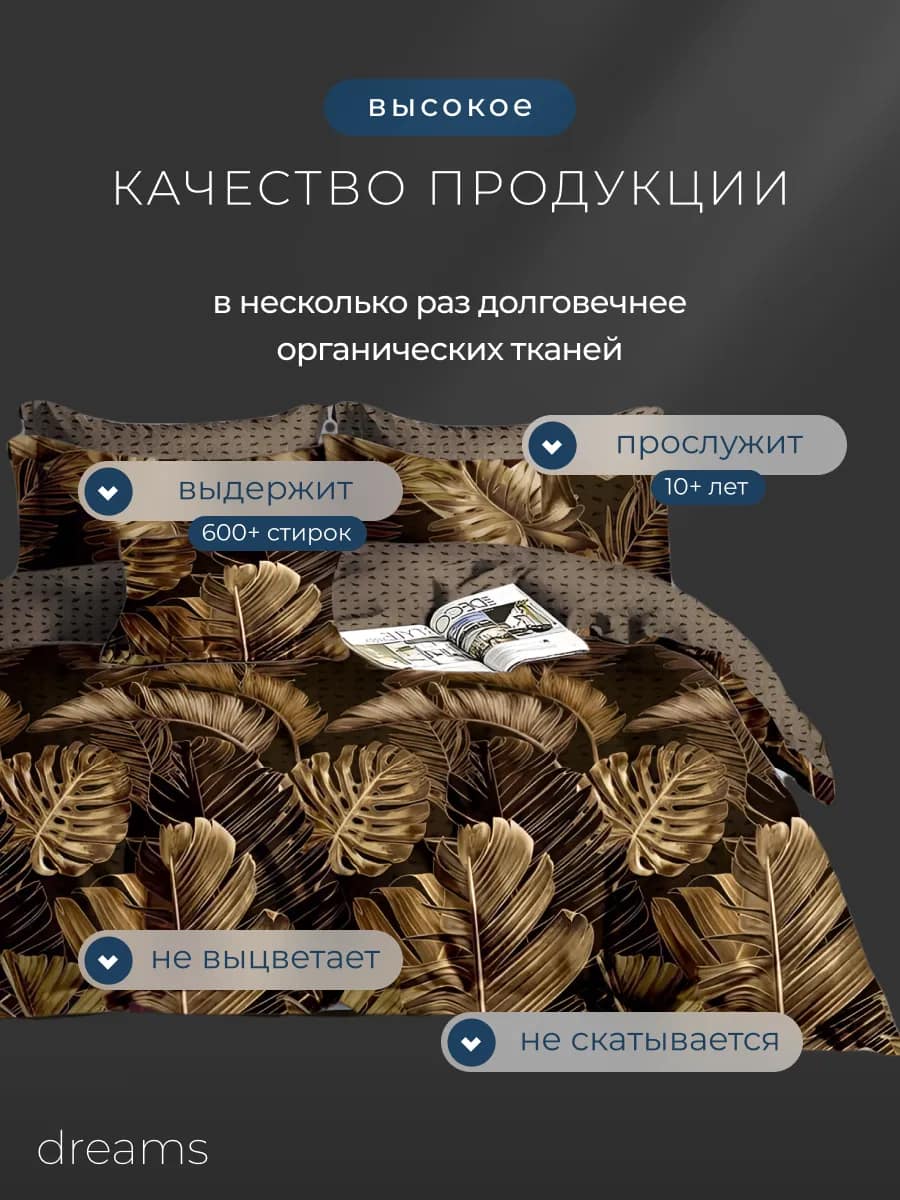 высокое
КАЧЕСТВО ПРОДУКЦИИ
в несколько раз долговечнее
органических тканей
прослужит
10+ лет
выдержит
600+ стирок
не выцветает
не скатывается
dreams